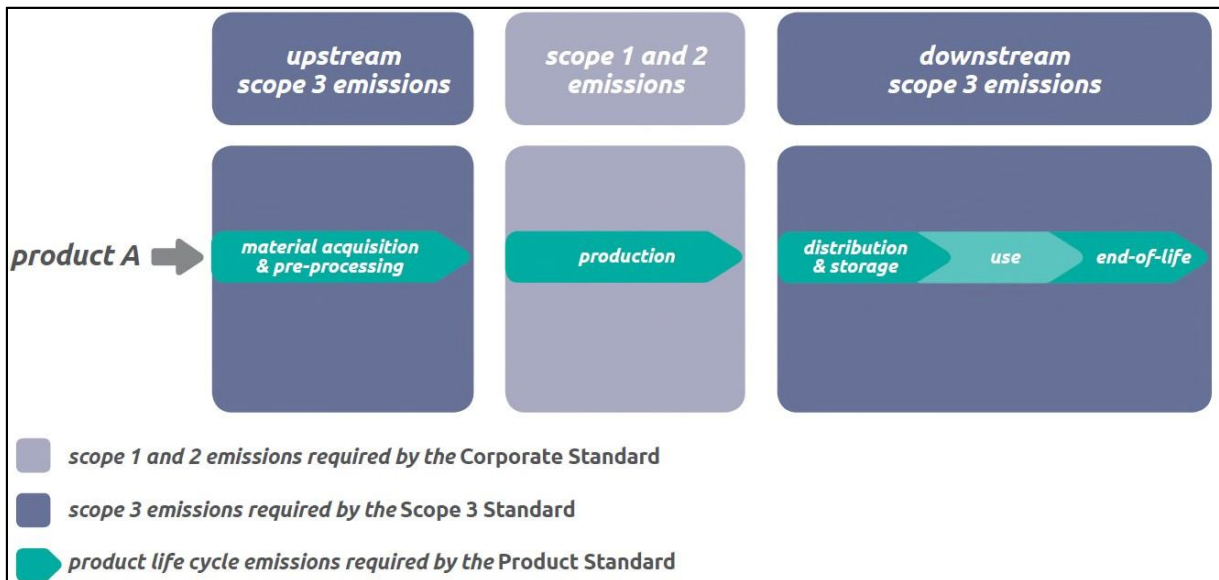 upstream
scope 3 emissions
scope 1 and 2
emissions
downstream
scope 3 emissions
product A
material acquisition
& pre-processing
production
distribution
& storage
use
end-of-life
scope 1 and 2 emissions required by the Corporate Standard
scope 3 emissions required by the Scope 3 Standard
product life cycle emissions required by the Product Standard